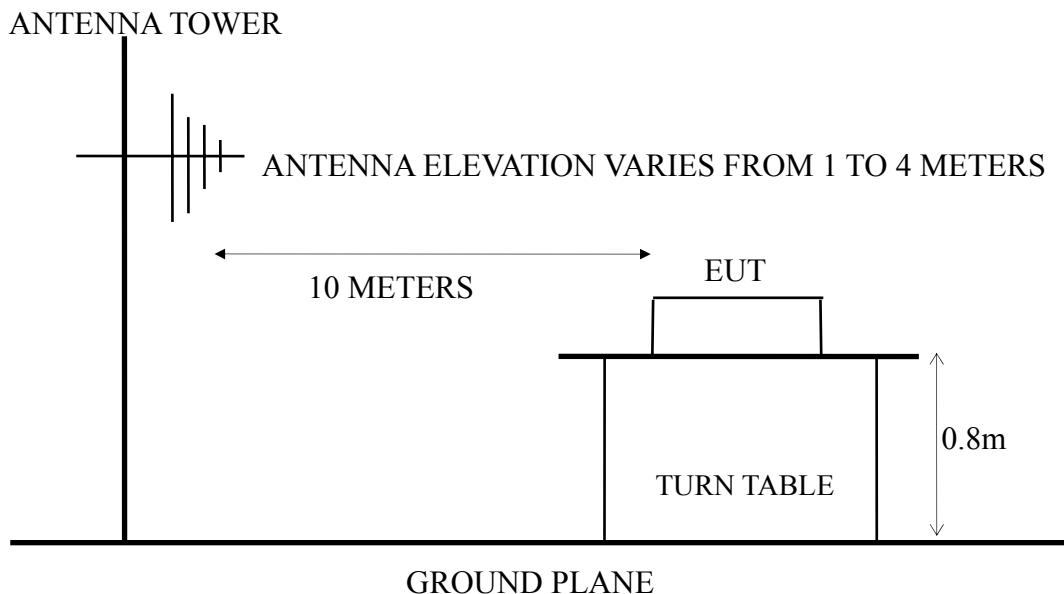 ANTENNA TOWER
ANTENNA ELEVATION VARIES FROM 1 TO 4 METERS
EUT
10 METERS
0.8m
TURN TABLE
GROUND PLANE